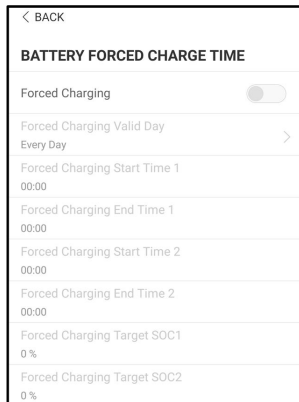 < BACK
BATTERY FORCED CHARGE TIME
Forced Charging
Forced Charging Valid Day
Every Day
Forced Charging Start Time 1
00:00
Forced Charging End Time 1
00:00
Forced Charging Start Time 2
00:00
Forced Charging End Time 2
00:00
Forced Charging Target SOC1
0 %
Forced Charging Target SOC2
0 %